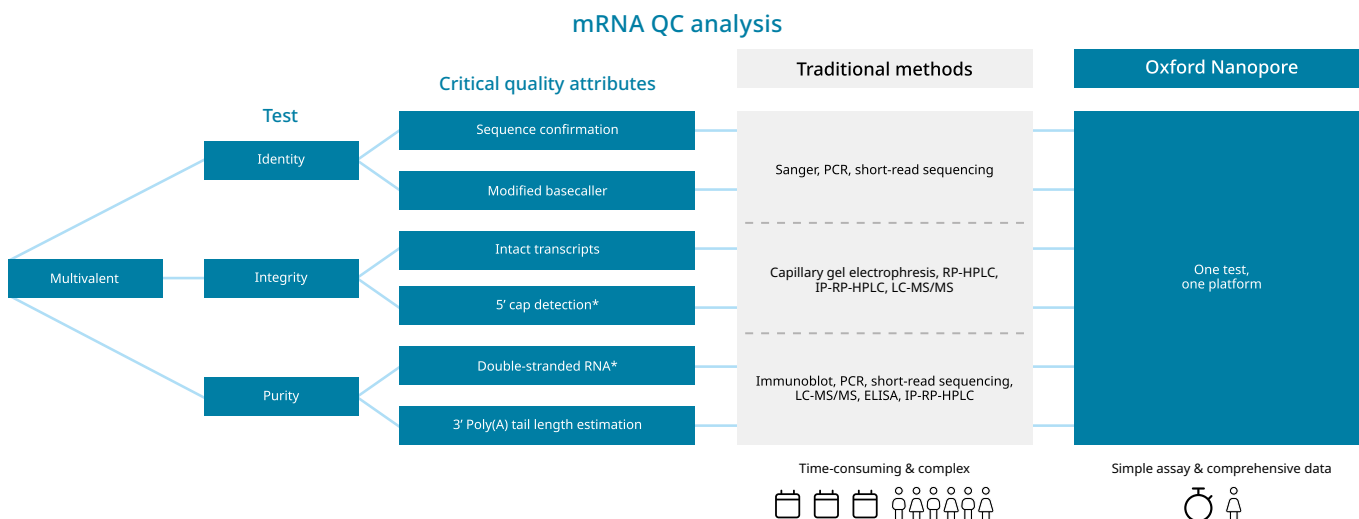 mRNA QC analysis
Traditional methods
Oxford Nanopore
Critical quality attributes
Test
Multivalent
Identity
Sequence confirmation
Modified basecaller
Sanger, PCR, short-read sequencing
Integrity
Intact transcripts
5’ cap detection*
Capillary gel electrophresis, RP-HPLC,
IP-RP-HPLC, LC-MS/MS
Purity
Double-stranded RNA*
3’ Poly(A) tail length estimation
Immunoblot, PCR, short-read sequencing,
LC-MS/MS, ELISA, IP-RP-HPLC
One test,
one platform
Time-consuming & complex
Simple assay & comprehensive data